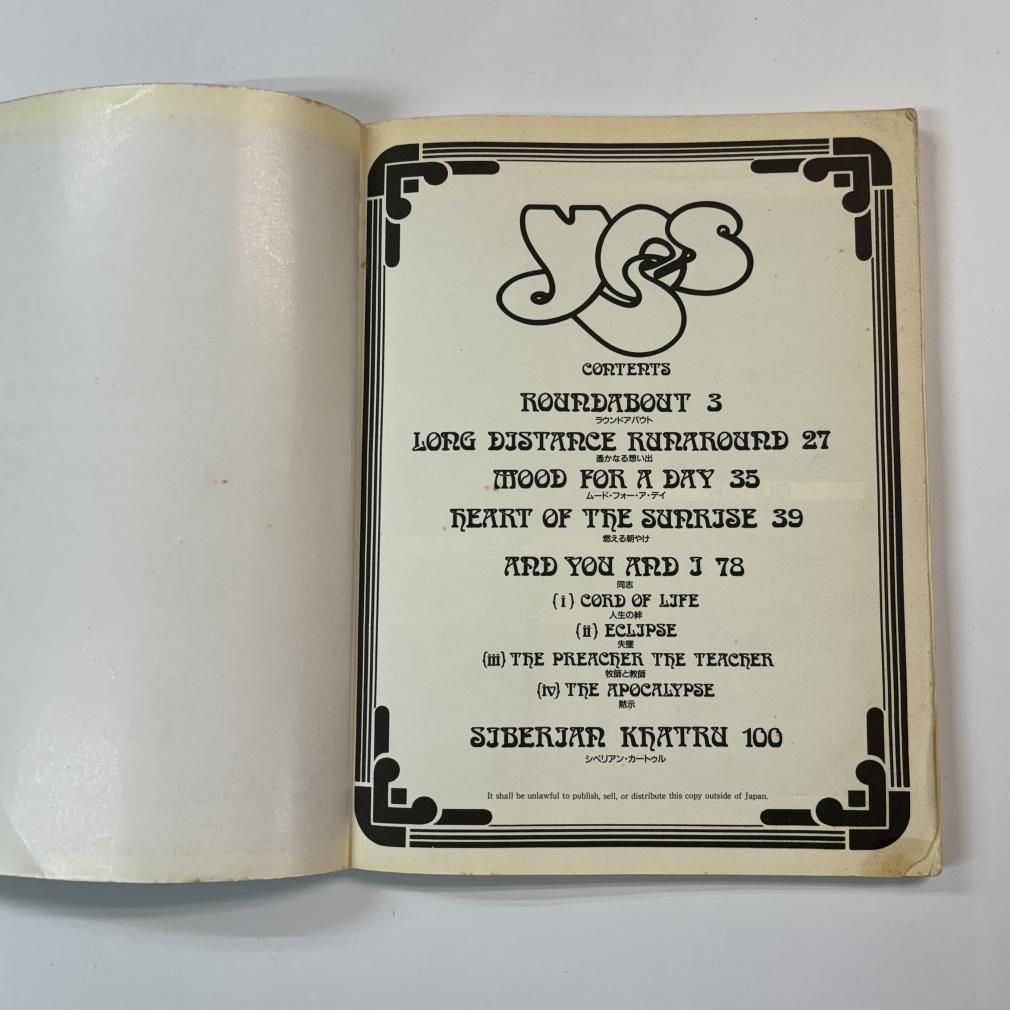 yes
CONTENTS
ROUNDABOUT 3
ラウンドアバウト
LONG DISTANCE RUNAROUND 27
遙かなる想い出
MOOD FOR A DAY 35
ムード・フォー・ア・デイ
HEART OF THE SUNRISE 39
燃える朝やけ
AND YOU AND I 78
同志
(i) CORD OF LIFE
人生の絆
(ii) ECLIPSE
失墜
(iii) THE PREACHER THE TEACHER
牧師と教師
(iv) THE APOCALYPSE
黙示
SIBERIAN KHATRU 100
シベリアン・カートゥル
It shall be unlawful to publish, sell, or distribute this copy outside of Japan.